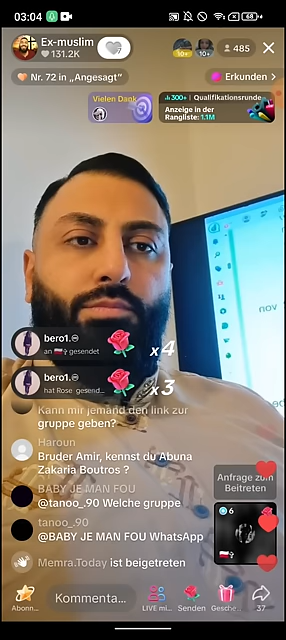 03:04
68
Ex-muslim
131.2K
10+
10+
485
Nr. 72 in „Angesagt"
Erkunden >
Vielen Dank
300+ | Qualifikationsrunde
Anzeige in der
Rangliste: 1.1M
nov
bero1.
an gesendet
x4
bero1.
hat Rose gesend...
x3
Kann mir jemand den link zur
gruppe geben?
Haroun
Bruder Amir, kennst du Abuna
Zakaria Boutros ?
BABY JE MAN FOU
@tanoo_.90 Welche gruppe
tanoo_.90
@BABY JE MAN FOU WhatsApp
Memra.Today ist beigetreten
Anfrage zum
Beitreten
6
Abonn...
Kommenta...
LIVE mi...
Senden
Gesche...
37